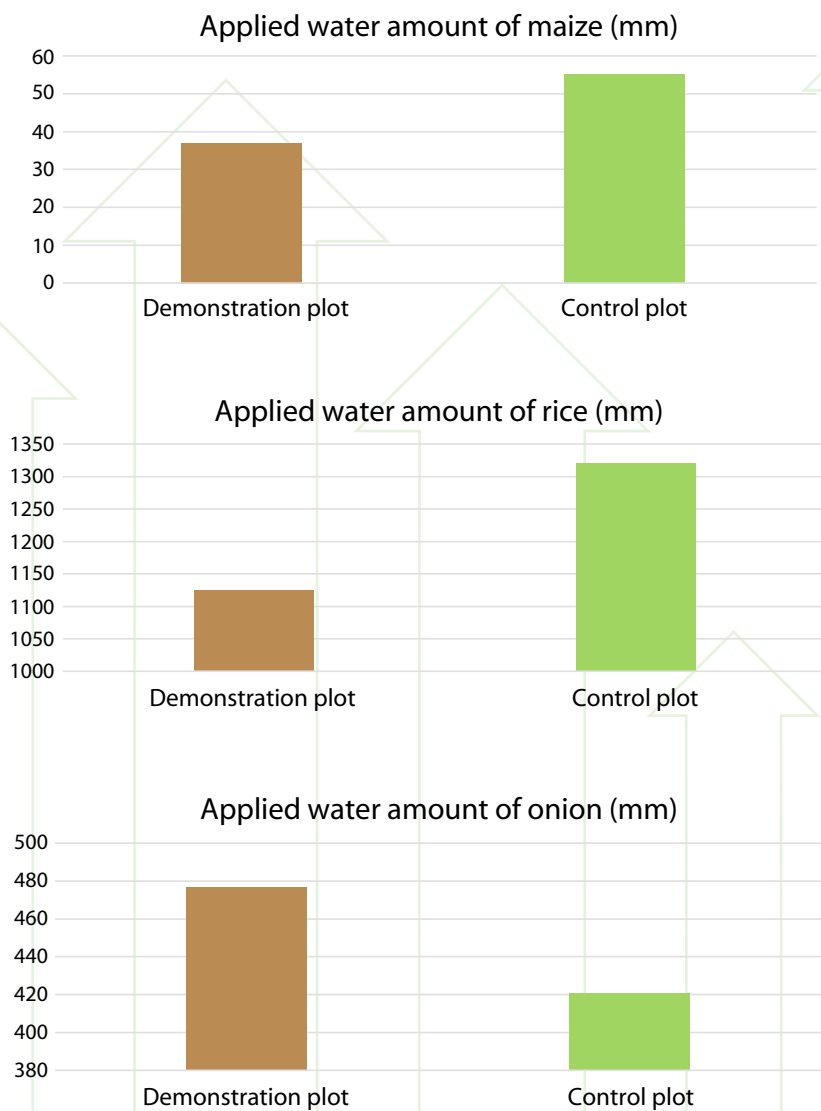 Applied water amount of maize (mm)
60
50
40
30
20
10
0
Demonstration plot
Control plot
Applied water amount of rice (mm)
1350
1300
1250
1200
1150
1100
1050
1000
Demonstration plot
Control plot
Applied water amount of onion (mm)
500
480
460
440
420
400
380
Demonstration plot
Control plot